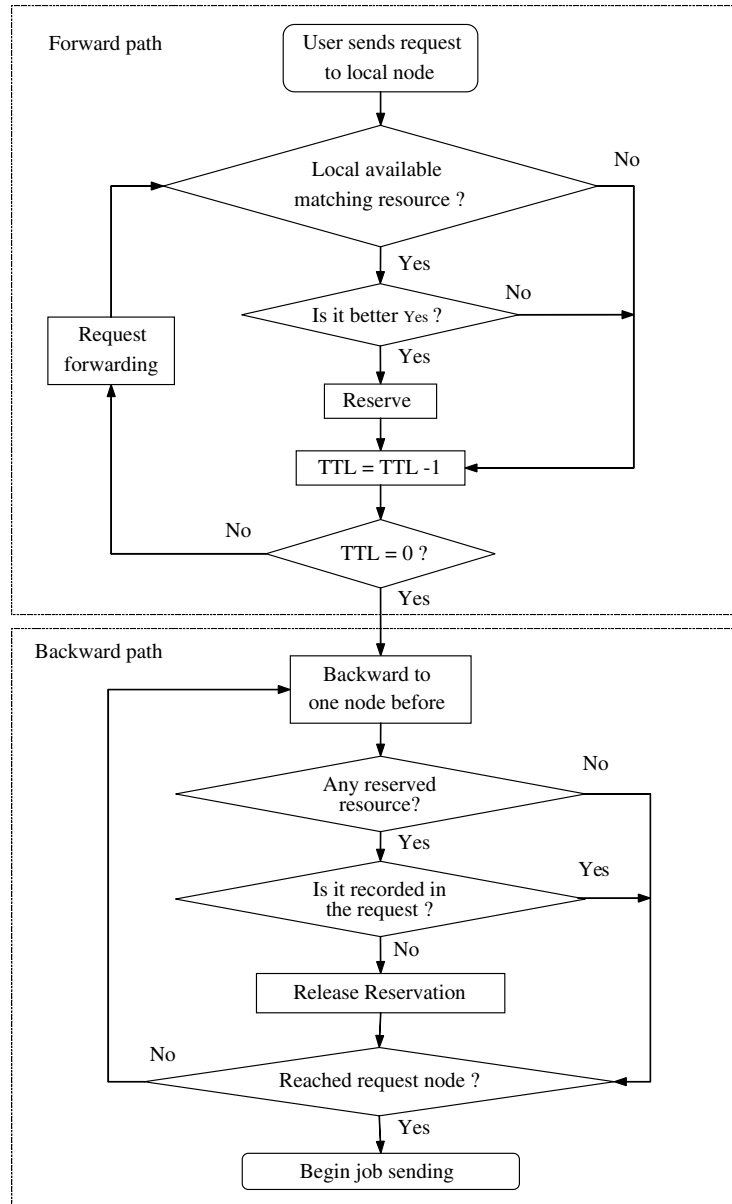 Forward path
User sends request
to local node
Local available
matching resource ?
No
Yes
Is it better Yes ?
No
Yes
Request
forwarding
Reserve
TTL = TTL -1
No
TTL = 0 ?
Yes
Backward path
Backward to
one node before
Any reserved
resource?
No
Yes
Is it recorded in
the request ?
Yes
No
Release Reservation
No
Reached request node ?
Yes
Begin job sending